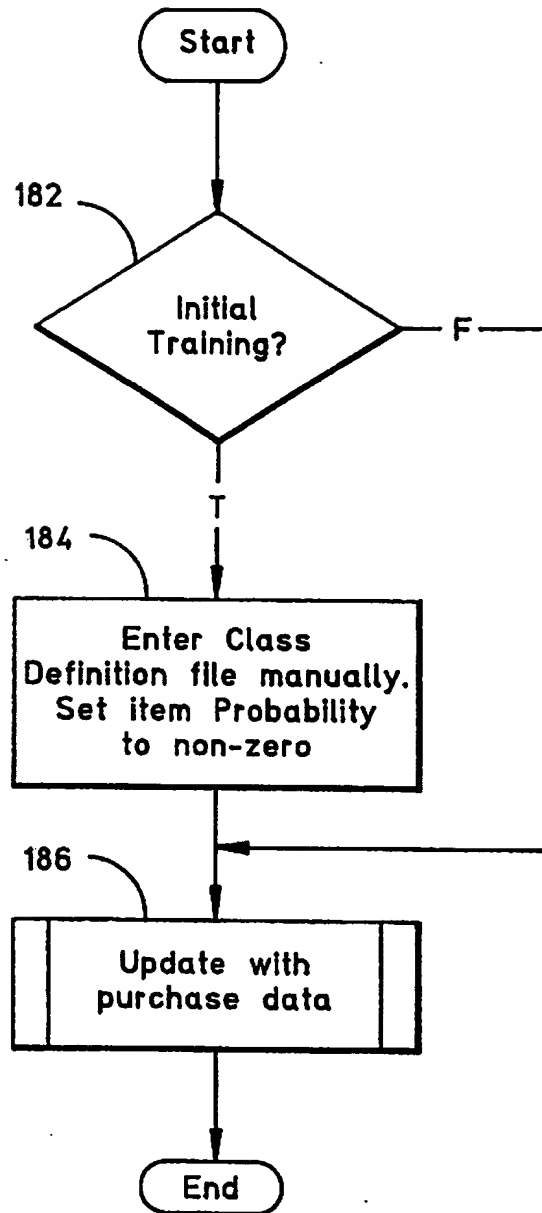 Start
182
Initial
Training?
F
T
184
Enter Class
Definition file manually.
Set item Probability
to non-zero
186
Update with
purchase data
End